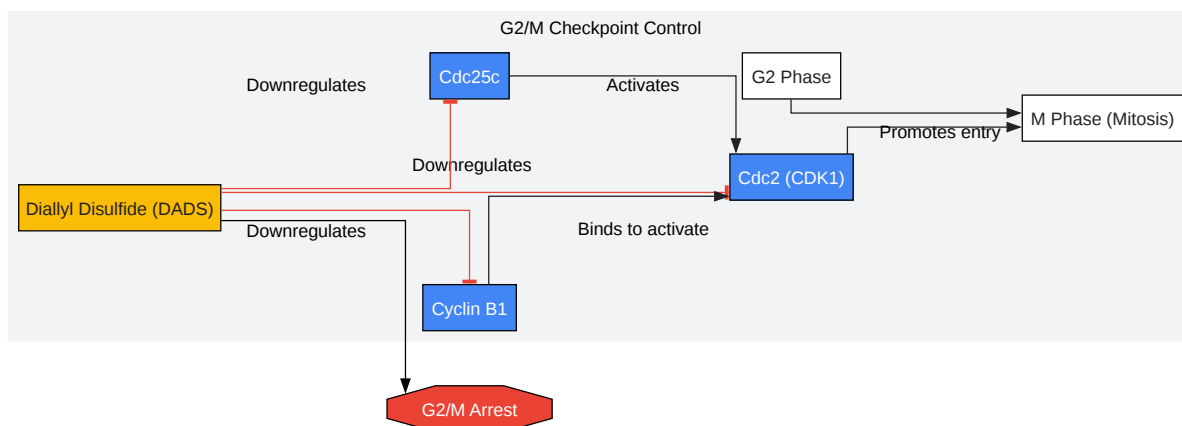 G2/M Checkpoint Control
Cdc25c
G2 Phase
Downregulates
Activates
M Phase (Mitosis)
Promotes entry
Downregulates
Cdc2 (CDK1)
Diallyl Disulfide (DADS)
Downregulates
Binds to activate
Cyclin B1
G2/M Arrest